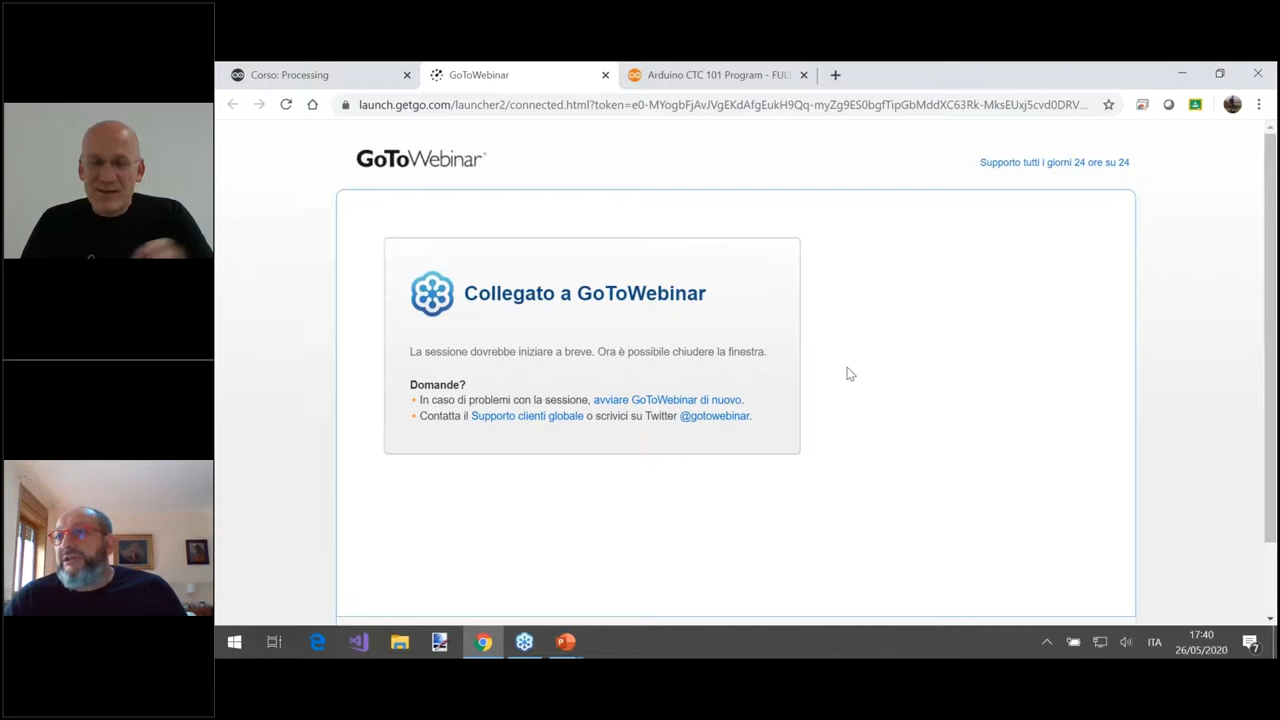 Corso: Processing
GoToWebinar
Arduino CTC 101 Program - FUL
launch.getgo.com/launcher2/connected.html?token=e0-MYogbFjAvJVgEKdAfgEukH9Qq-myZg9ES0bgfTipGbMddXC63Rk-MksEUxj5cvd0DRV...
GoToWebinar
Supporto tutti i giorni 24 ore su 24
Collegato a GoToWebinar
La sessione dovrebbe iniziare a breve. Ora è possibile chiudere la finestra.
Domande?
• In caso di problemi con la sessione, avviare GoToWebinar di nuovo.
• Contatta il Supporto clienti globale o scrivici su Twitter @gotowebinar.
ITA
17:40
26/05/2020
7